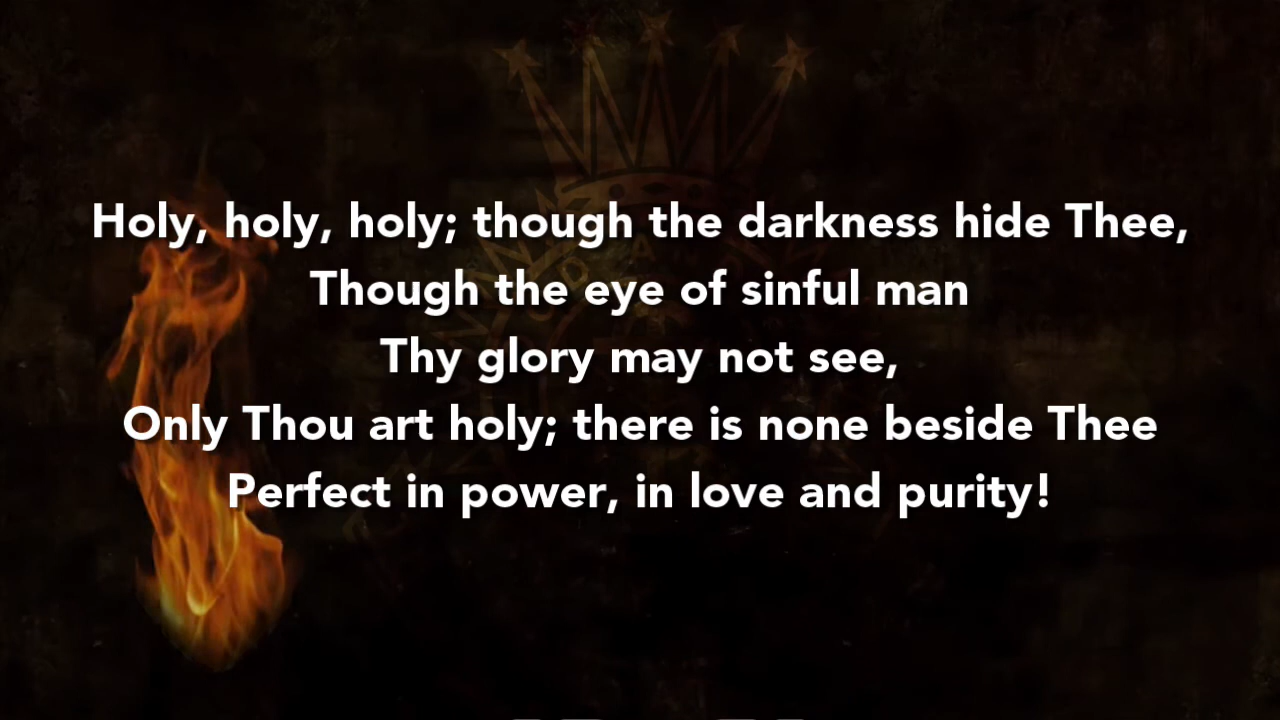 Holy, holy, holy; though the darkness hide Thee,
Though the eye of sinful man
Thy glory may not see,
Only Thou art holy; there is none beside Thee
Perfect in power, in love and purity!